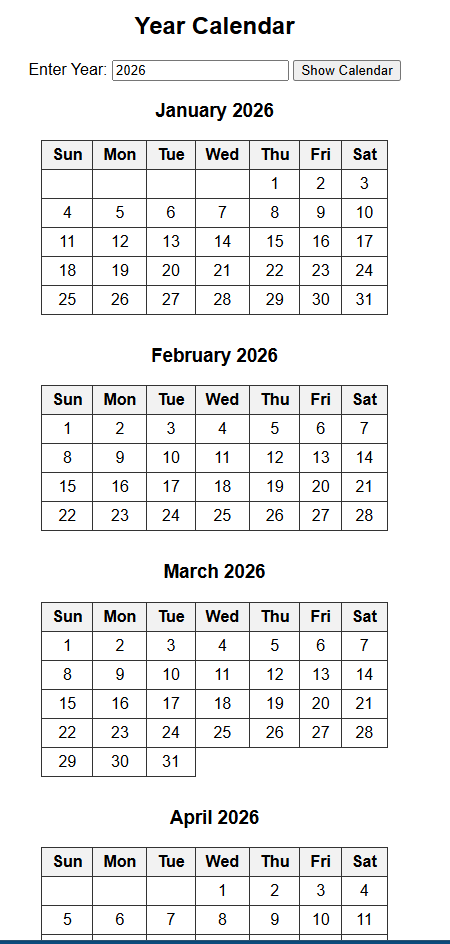 Year Calendar
Enter Year: 2026 Show Calendar
January 2026
Sun Mon Tue Wed Thu Fri Sat
1 2 3
4 5 6 7 8 9 10
11 12 13 14 15 16 17
18 19 20 21 22 23 24
25 26 27 28 29 30 31
February 2026
Sun Mon Tue Wed Thu Fri Sat
1 2 3 4 5 6 7
8 9 10 11 12 13 14
15 16 17 18 19 20 21
22 23 24 25 26 27 28
March 2026
Sun Mon Tue Wed Thu Fri Sat
1 2 3 4 5 6 7
8 9 10 11 12 13 14
15 16 17 18 19 20 21
22 23 24 25 26 27 28
29 30 31
April 2026
Sun Mon Tue Wed Thu Fri Sat
1 2 3 4
5 6 7 8 9 10 11